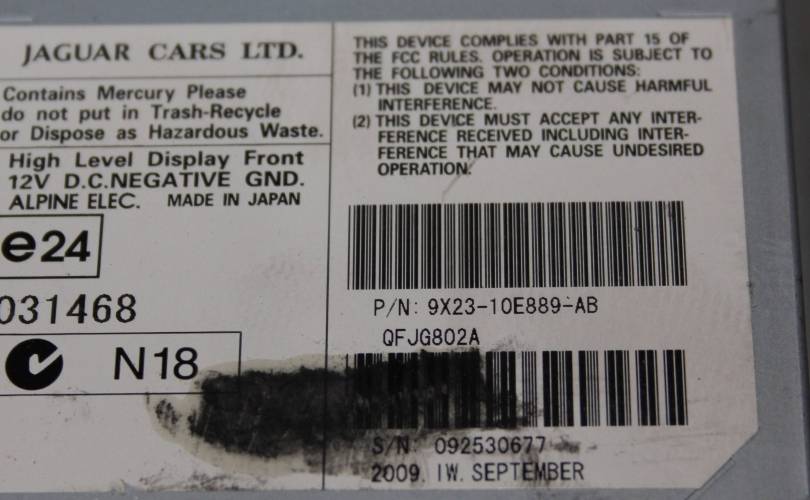 JAGUAR CARS LTD.
Contains Mercury Please
do not put in Trash-Recycle
or Dispose as Hazardous Waste.
High Level Display Front
12V D.C.NEGATIVE GND.
ALPINE ELEC. MADE IN JAPAN
e24
031468
N18
THIS DEVICE COMPLIES WITH PART 15 OF
THE FCC RULES. OPERATION IS SUBJECT TO
THE FOLLOWING TWO CONDITIONS:
(1) THIS DEVICE MAY NOT CAUSE HARMFUL
INTERFERENCE.
(2) THIS DEVICE MUST ACCEPT ANY INTER-
FERENCE RECEIVED INCLUDING INTER-
FERENCE THAT MAY CAUSE UNDESIRED
OPERATION.
P/N: 9X23-10E889-AB
QFJG802A
S/N: 092530677
2009. IW. SEPTEMBER